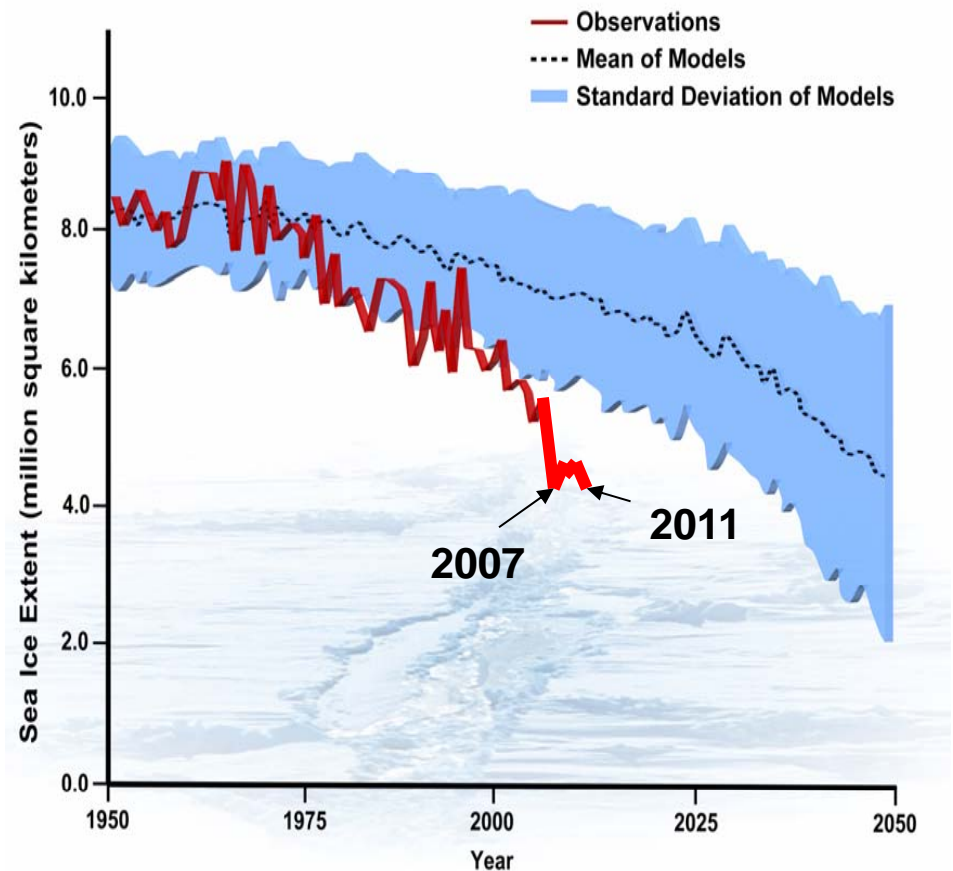 Observations
Mean of Models
Standard Deviation of Models
Sea Ice Extent (million square kilometers)
10.0
8.0
6.0
4.0
2.0
0.0
2007
2011
1950 1975 2000 2025 2050
Year